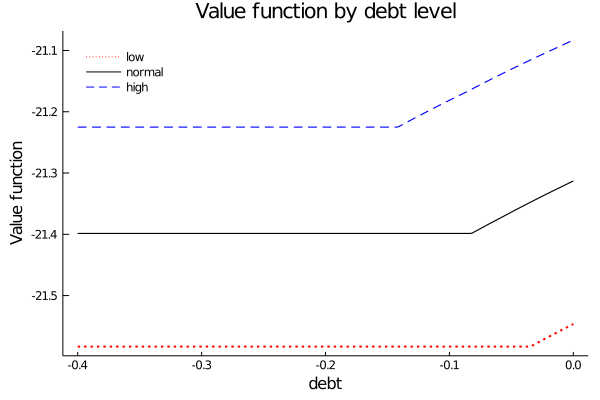 Value function by debt level
low
normal
high
Value function
-21.1
-21.2
-21.3
-21.4
-21.5
-0.4
-0.3
-0.2
-0.1
0.0
debt